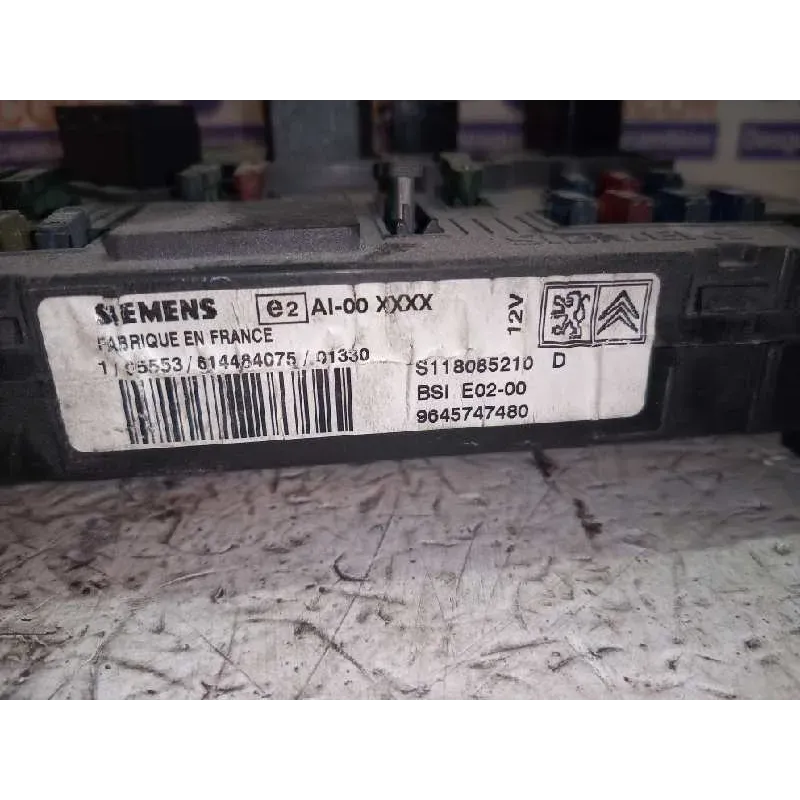 SIEMENS e2 AI-00 XXXX 12V
FABRIQUE EN FRANCE
1/05553/614484075/01330 S118085210 D
BSI E02-00
9645747480